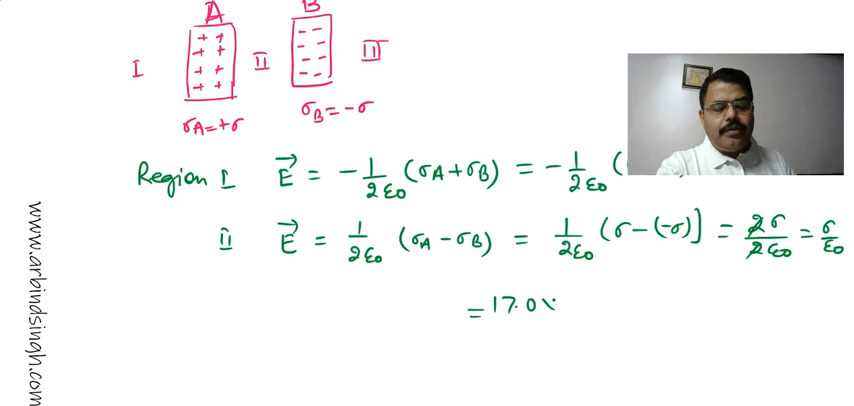 A B
+ + - -
+ + - -
+ + - -
+ + - -
I II III
σA=+σ σB=-σ
Region I E⃗ = -1/2ε0 (σA+σB) = -1/2ε0 (
II E⃗ = 1/2ε0 (σA-σB) = 1/2ε0 (σ-(-σ)] = 2σ/2ε0 = σ/ε0
= 17.0
www.arbindsingh.com